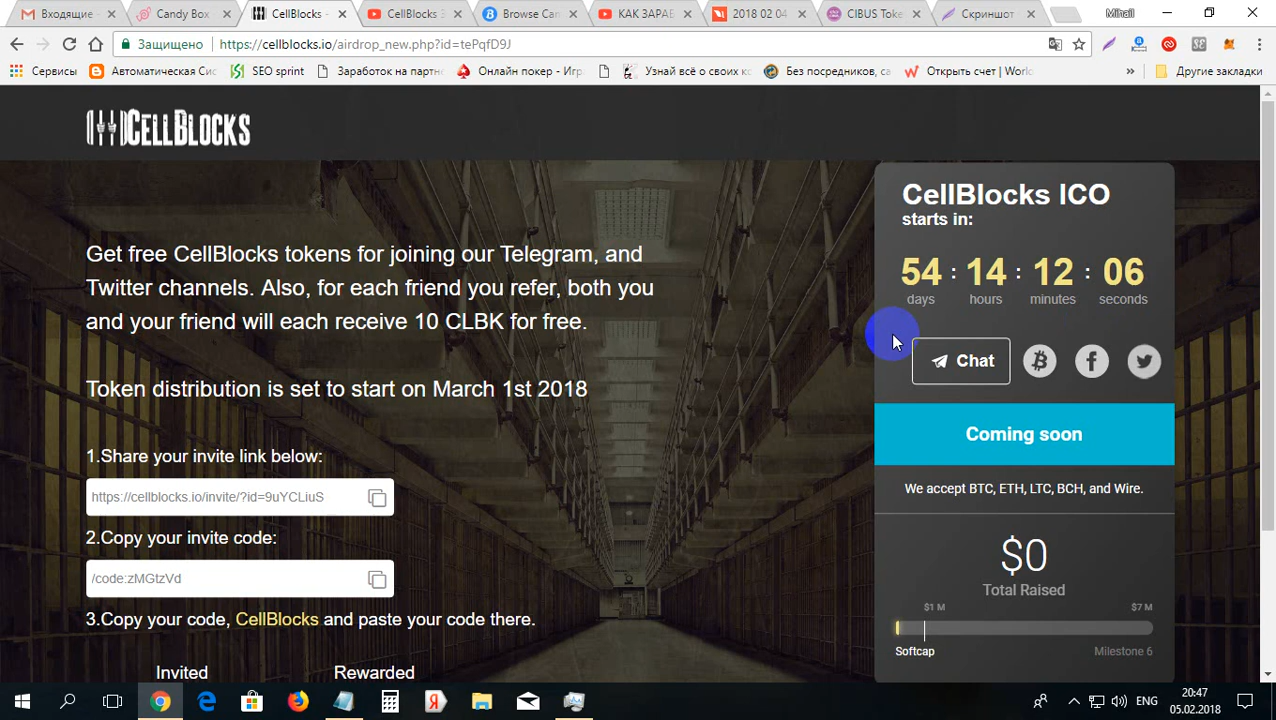 Входящие -
Candy Box
CellBlocks -
CellBlocks
Browse Can
КАК ЗАРАБ
2018 02 04
CIBUS Toke
Скриншот
Mihail
Защищено
https://cellblocks.io/airdrop_new.php?id=tePqfD9J
Сервисы
Автоматическая Сис
SEO sprint
Заработок на партн
Онлайн покер - Игр
Узнай всё о своих ко
Без посредников, са
Открыть счет | Worl
»
Другие закладки
CELLBLOCKS
Get free CellBlocks tokens for joining our Telegram, and
Twitter channels. Also, for each friend you refer, both you
and your friend will each receive 10 CLBK for free.
Token distribution is set to start on March 1st 2018
1.Share your invite link below:
https://cellblocks.io/invite/?id=9uYCLiuS
2.Copy your invite code:
/code:zMGtzVd
3.Copy your code, CellBlocks and paste your code there.
Invited Rewarded
CellBlocks ICO
starts in:
54 : 14 : 12 : 06
days hours minutes seconds
Chat
Coming soon
We accept BTC, ETH, LTC, BCH, and Wire.
$0
Total Raised
$1 M $7 M
Softcap Milestone 6
ENG
20:47
05.02.2018